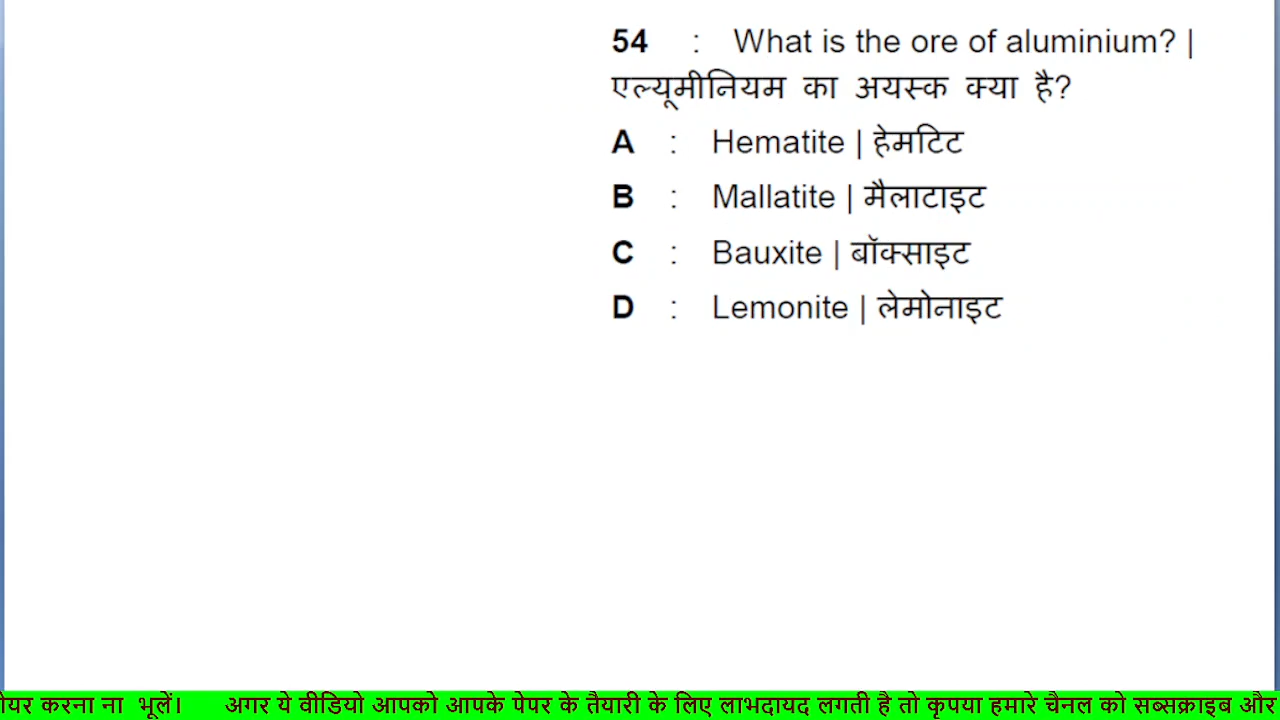 54 : What is the ore of aluminium? |
एल्यूमीनियम का अयस्क क्या है?
A : Hematite | हेमटिट
B : Mallatite | मैलाटाइट
C : Bauxite | बॉक्साइट
D : Lemonite | लेमोनाइट
करना ना भूलें। अगर ये वीडियो आपको आपके पेपर के तैयारी के लिए लाभदायद लगती है तो कृपया हमारे चैनल को सब्सक्राइब और